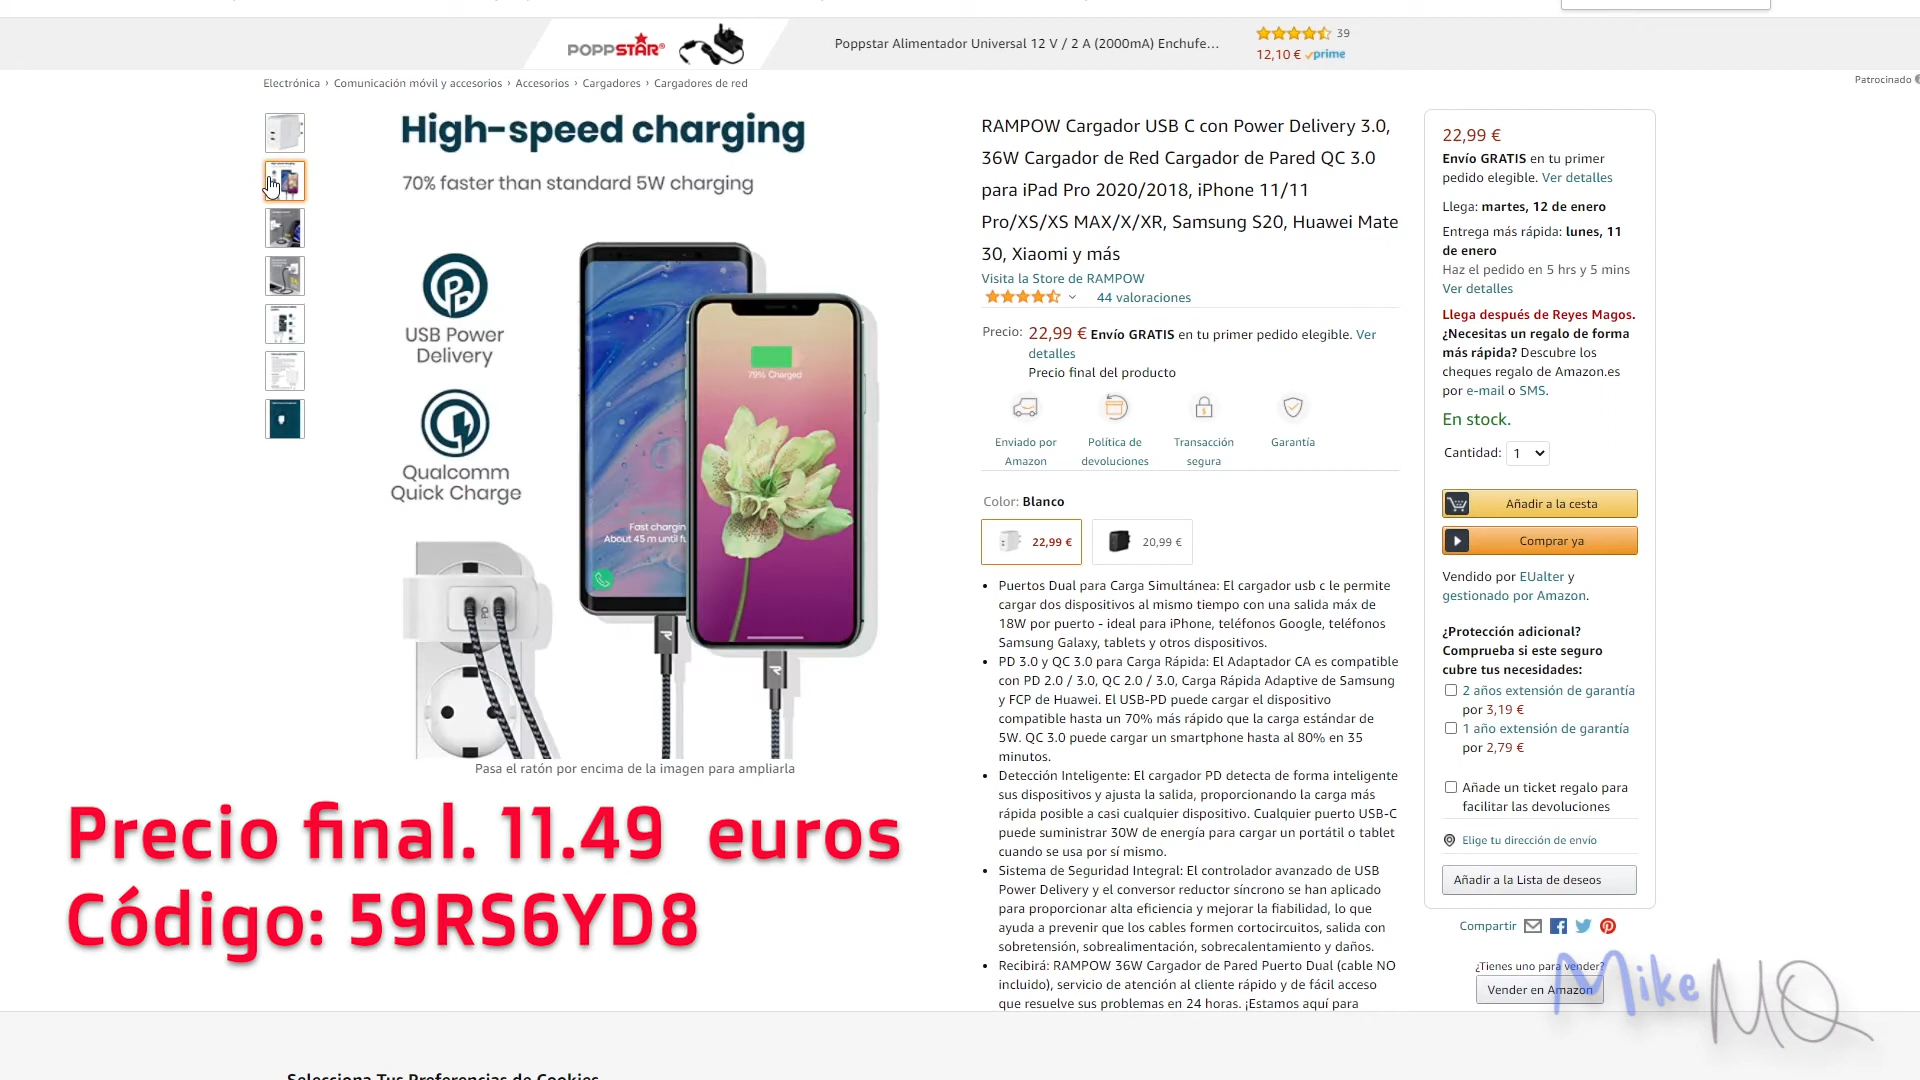 POPPSTAR®
Poppstar Alimentador Universal 12 V / 2 A (2000mA) Enchufe...
39
12,10 € prime
Electrónica › Comunicación móvil y accesorios › Accesorios › Cargadores › Cargadores de red
Patrocinado
High-speed charging
70% faster than standard 5W charging
USB Power
Delivery
Qualcomm
Quick Charge
79% Charged
Fast chargin
About 45 m until fu
PD
Pasa el ratón por encima de la imagen para ampliarla
RAMPOW Cargador USB C con Power Delivery 3.0,
36W Cargador de Red Cargador de Pared QC 3.0
para iPad Pro 2020/2018, iPhone 11/11
Pro/XS/XS MAX/X/XR, Samsung S20, Huawei Mate
30, Xiaomi y más
Visita la Store de RAMPOW
44 valoraciones
Precio: 22,99 € Envío GRATIS en tu primer pedido elegible. Ver
detalles
Precio final del producto
Enviado por
Amazon
Política de
devoluciones
Transacción
segura
Garantía
Color: Blanco
22,99 €
20,99 €
• Puertos Dual para Carga Simultánea: El cargador usb c le permite
cargar dos dispositivos al mismo tiempo con una salida máx de
18W por puerto - ideal para iPhone, teléfonos Google, teléfonos
Samsung Galaxy, tablets y otros dispositivos.
• PD 3.0 y QC 3.0 para Carga Rápida: El Adaptador CA es compatible
con PD 2.0 / 3.0, QC 2.0 / 3.0, Carga Rápida Adaptive de Samsung
y FCP de Huawei. El USB-PD puede cargar el dispositivo
compatible hasta un 70% más rápido que la carga estándar de
5W. QC 3.0 puede cargar un smartphone hasta al 80% en 35
minutos.
• Detección Inteligente: El cargador PD detecta de forma inteligente
sus dispositivos y ajusta la salida, proporcionando la carga más
rápida posible a casi cualquier dispositivo. Cualquier puerto USB-C
puede suministrar 30W de energía para cargar un portátil o tablet
cuando se usa por sí mismo.
• Sistema de Seguridad Integral: El controlador avanzado de USB
Power Delivery y el conversor reductor síncrono se han aplicado
para proporcionar alta eficiencia y mejorar la fiabilidad, lo que
ayuda a prevenir que los cables formen cortocircuitos, salida con
sobretensión, sobrealimentación, sobrecalentamiento y daños.
• Recibirá: RAMPOW 36W Cargador de Pared Puerto Dual (cable NO
incluido), servicio de atención al cliente rápido y de fácil acceso
que resuelve sus problemas en 24 horas. ¡Estamos aquí para
22,99 €
Envío GRATIS en tu primer
pedido elegible. Ver detalles
Llega: martes, 12 de enero
Entrega más rápida: lunes, 11
de enero
Haz el pedido en 5 hrs y 5 mins
Ver detalles
Llega después de Reyes Magos.
¿Necesitas un regalo de forma
más rápida? Descubre los
cheques regalo de Amazon.es
por e-mail o SMS.
En stock.
Cantidad: 1
Añadir a la cesta
Comprar ya
Vendido por EUalter y
gestionado por Amazon.
¿Protección adicional?
Comprueba si este seguro
cubre tus necesidades:
2 años extensión de garantía
por 3,19 €
1 año extensión de garantía
por 2,79 €
Añade un ticket regalo para
facilitar las devoluciones
Elige tu dirección de envío
Añadir a la Lista de deseos
Compartir
¿Tienes uno para vender?
Vender en Amazon
Precio final. 11.49 euros
Código: 59RS6YD8
Mike MQ
Selecciona Tus Preferencias de Cookies